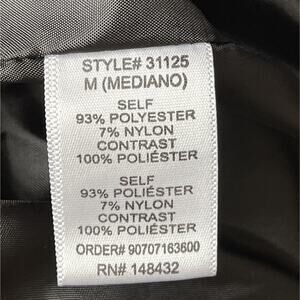 STYLE# 31125
M (MEDIANO)
SELF
93% POLYESTER
7% NYLON
CONTRAST
100% POLIÉSTER
SELF
93% POLIÉSTER
7% NYLON
CONTRAST
100% POLIÉSTER
ORDER# 90707163600
RN# 148432